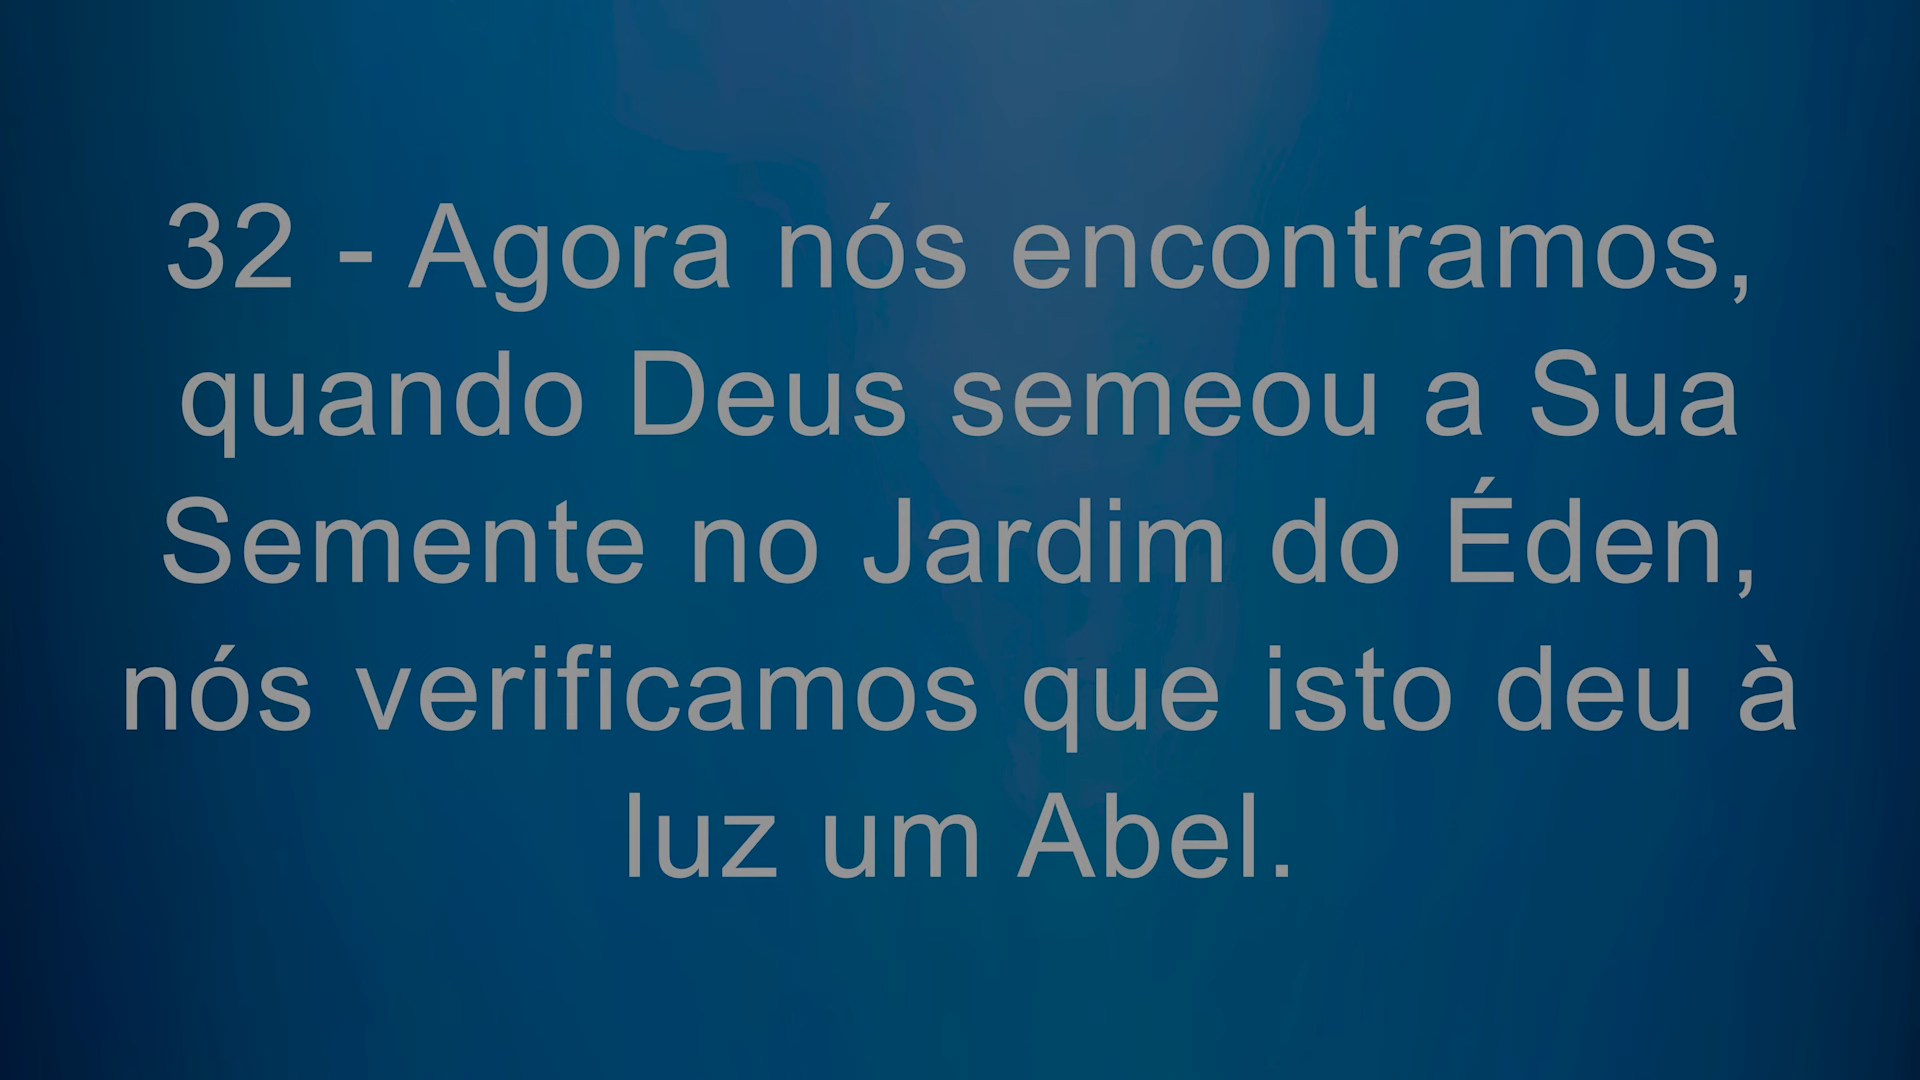 32 - Agora nós encontramos,
quando Deus semeou a Sua
Semente no Jardim do Éden,
nós verificamos que isto deu à
luz um Abel.